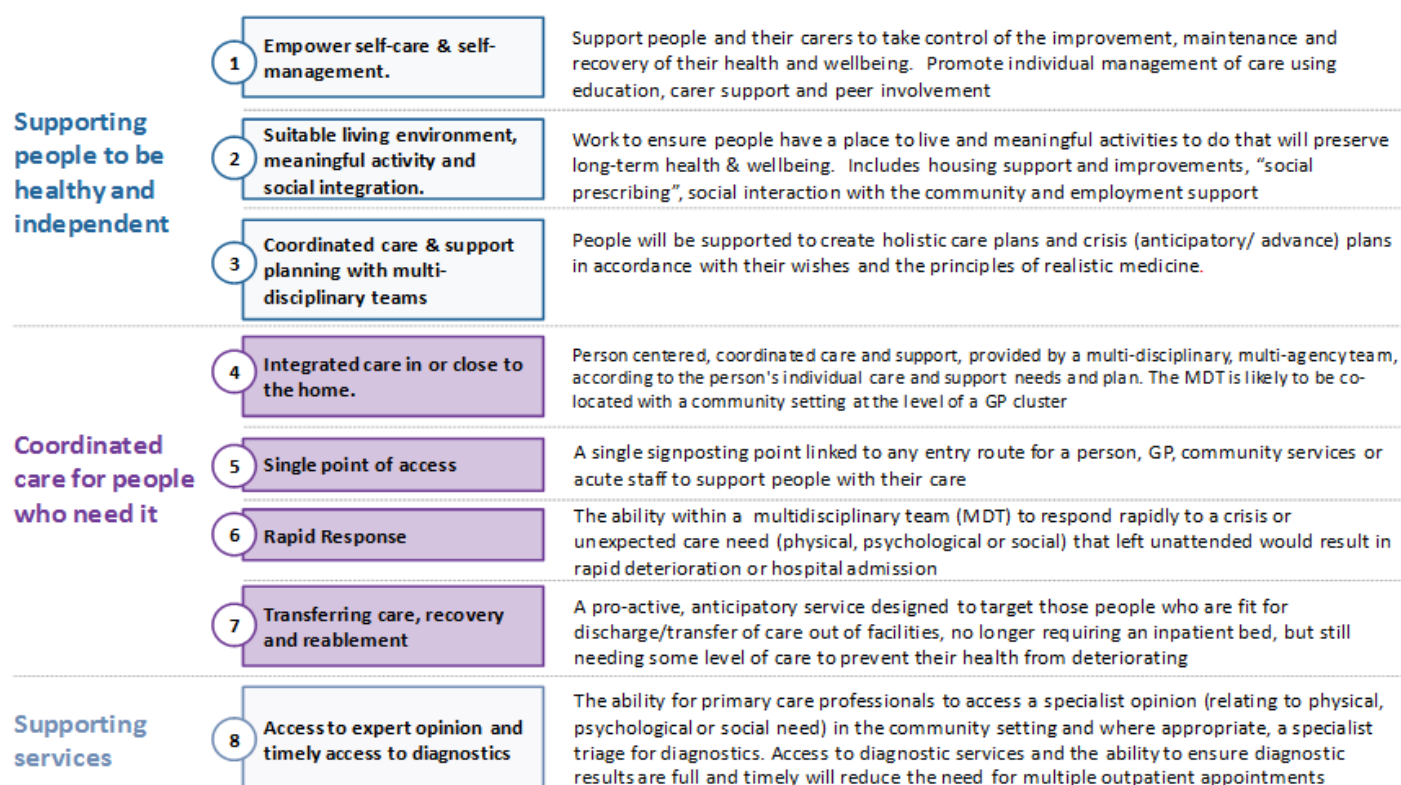 Supporting
people to be
healthy and
independent
1
Empower self-care & self-
management.
Support people and their carers to take control of the improvement, maintenance and
recovery of their health and wellbeing. Promote individual management of care using
education, carer support and peer involvement
2
Suitable living environment,
meaningful activity and
social integration.
Work to ensure people have a place to live and meaningful activities to do that will preserve
long-term health & wellbeing. Includes housing support and improvements, “social
prescribing”, social interaction with the community and employment support
3
Coordinated care & support
planning with multi-
disciplinary teams
People will be supported to create holistic care plans and crisis (anticipatory/ advance) plans
in accordance with their wishes and the principles of realistic medicine.
Coordinated
care for people
who need it
4
Integrated care in or close to
the home.
Person centered, coordinated care and support, provided by a multi-disciplinary, multi-agency team,
according to the person's individual care and support needs and plan. The MDT is likely to be co-
located with a community setting at the level of a GP cluster
5
Single point of access
A single signposting point linked to any entry route for a person, GP, community services or
acute staff to support people with their care
6
Rapid Response
The ability within a multidisciplinary team (MDT) to respond rapidly to a crisis or
unexpected care need (physical, psychological or social) that left unattended would result in
rapid deterioration or hospital admission
7
Transferring care, recovery
and reablement
A pro-active, anticipatory service designed to target those people who are fit for
discharge/transfer of care out of facilities, no longer requiring an inpatient bed, but still
needing some level of care to prevent their health from deteriorating
Supporting
services
8
Access to expert opinion and
timely access to diagnostics
The ability for primary care professionals to access a specialist opinion (relating to physical,
psychological or social need) in the community setting and where appropriate, a specialist
triage for diagnostics. Access to diagnostic services and the ability to ensure diagnostic
results are full and timely will reduce the need for multiple outpatient appointments